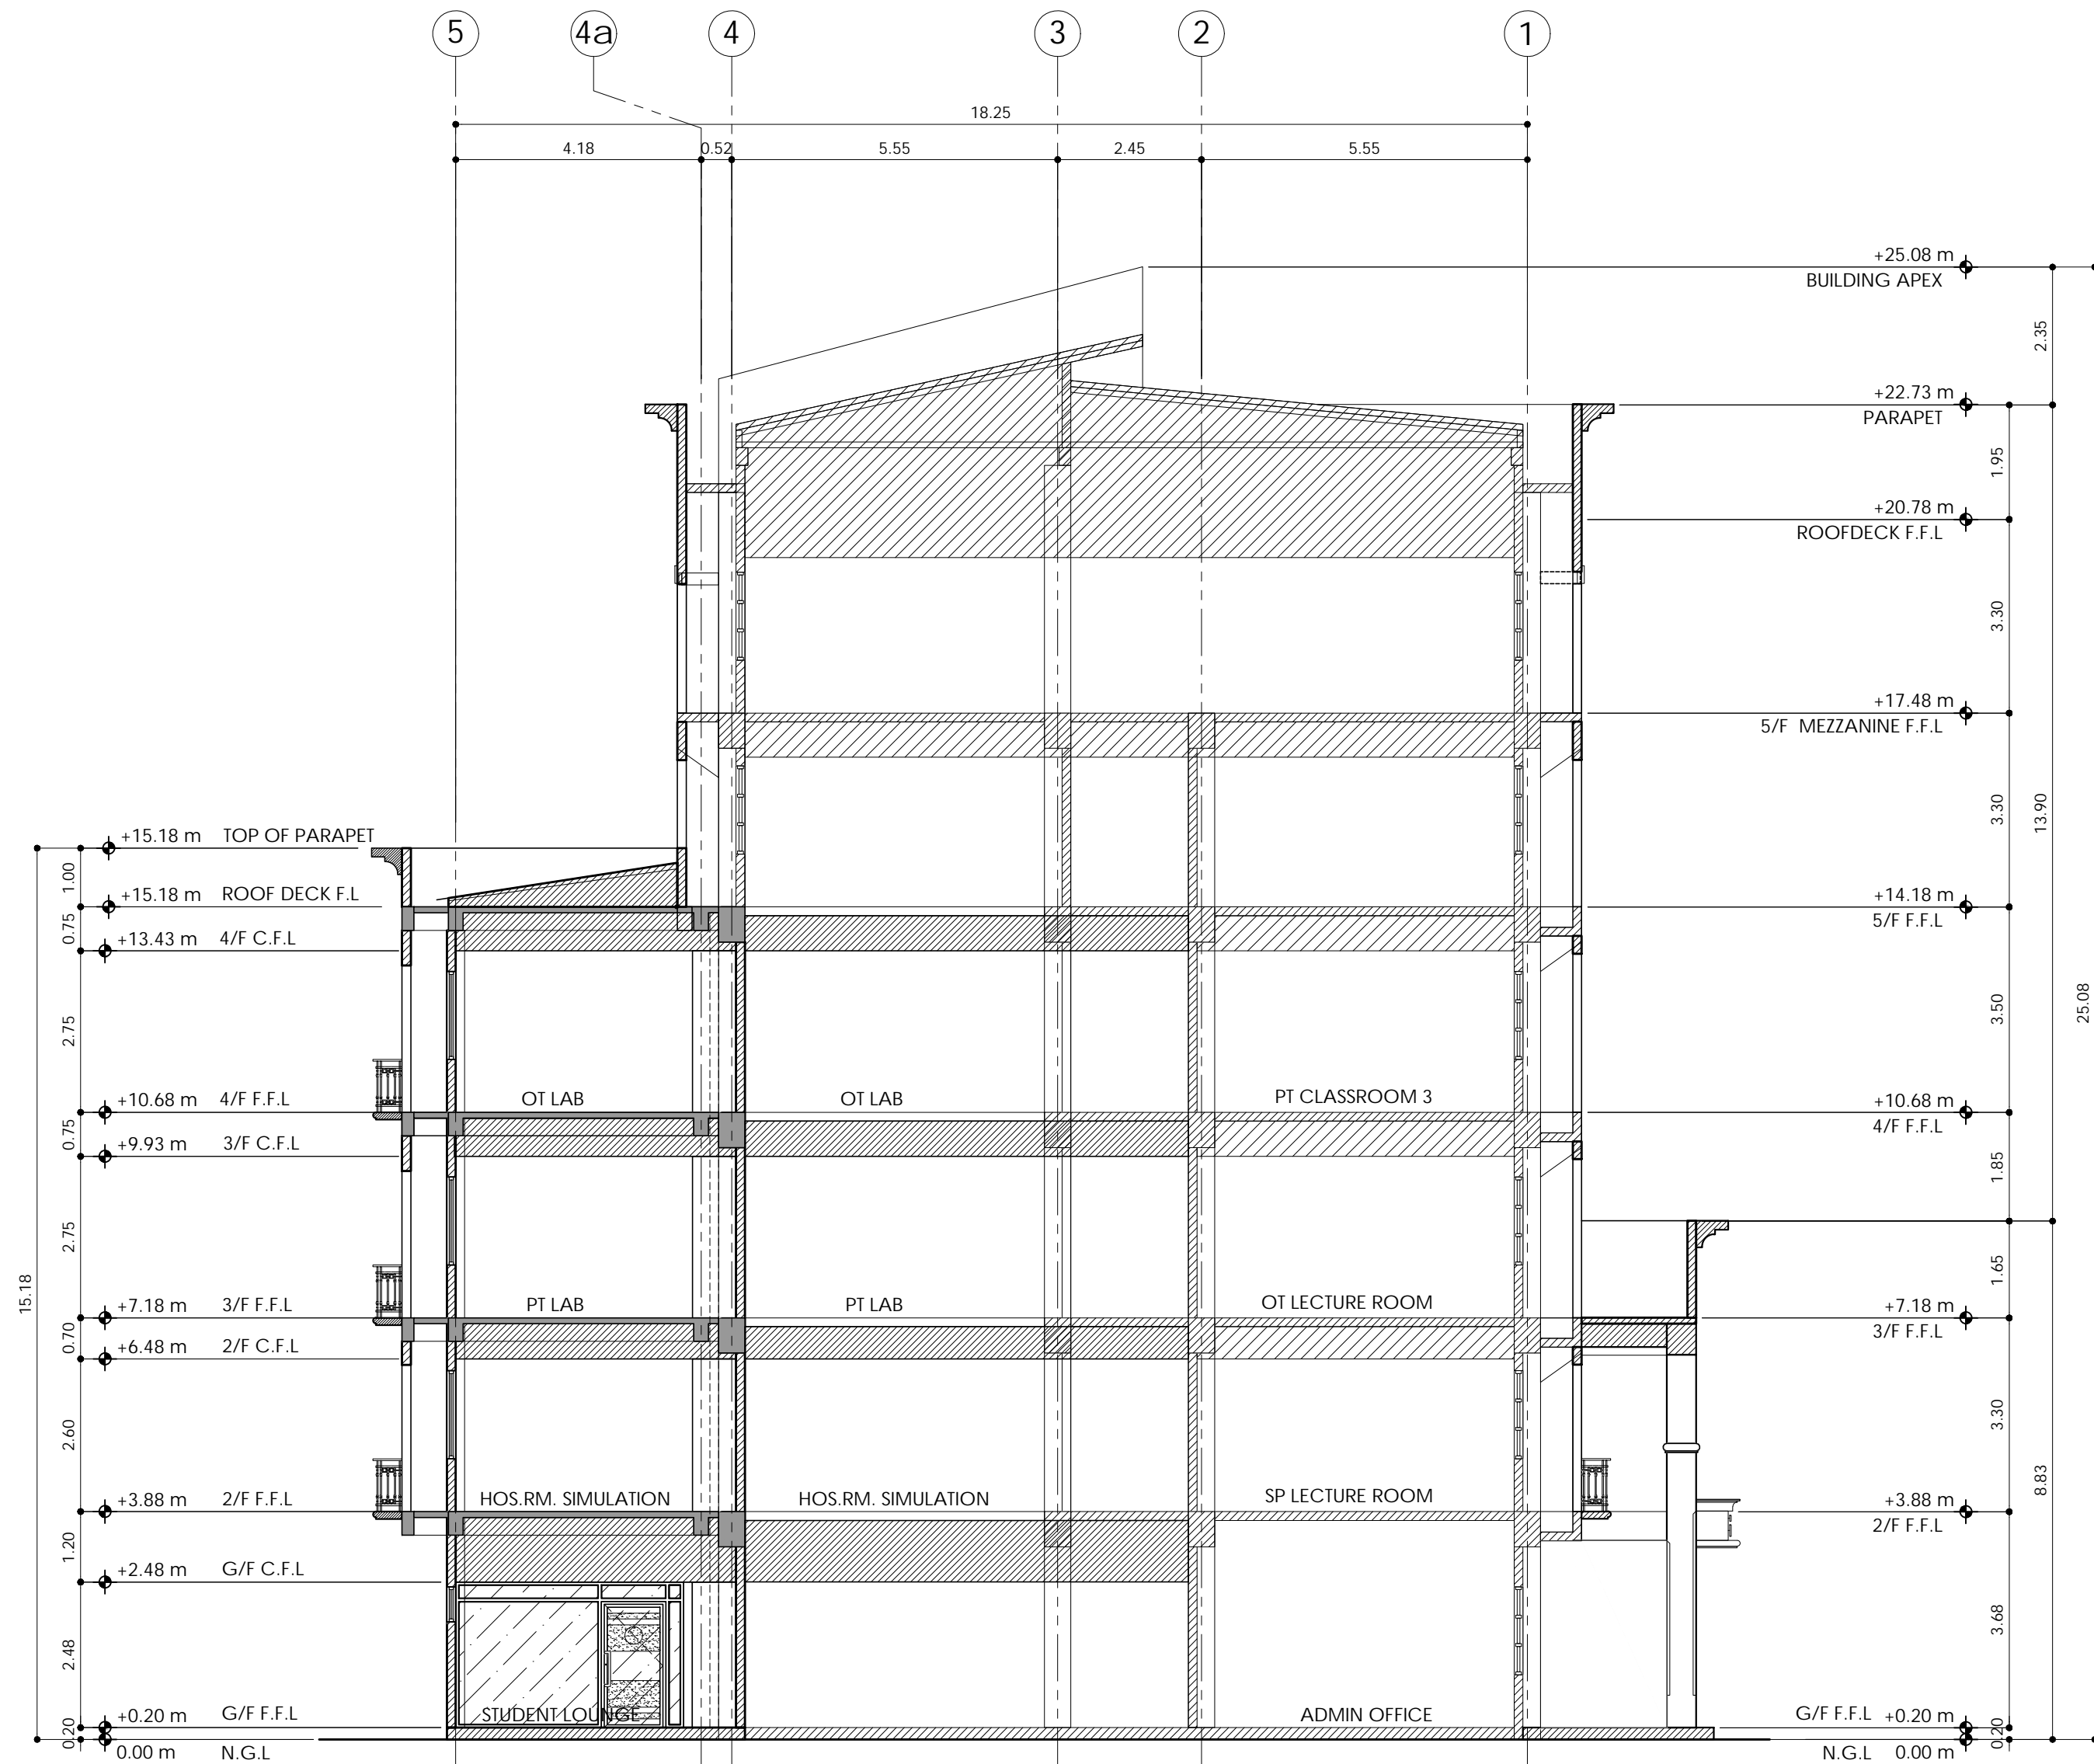 5 4a 4 3 2 1
18.25
4.18 0.52 5.55 2.45 5.55
+25.08 m
BUILDING APEX
2.35
+22.73 m
PARAPET
1.95
+20.78 m
ROOFDECK F.F.L
3.30
+17.48 m
5/F MEZZANINE F.F.L
3.30
13.90
+15.18 m TOP OF PARAPET
1.00
+15.18 m ROOF DECK F.L
+14.18 m
5/F F.F.L
0.75
+13.43 m 4/F C.F.L
2.75
3.50
25.08
OT LAB
OT LAB
PT CLASSROOM 3
+10.68 m 4/F F.F.L
+10.68 m
4/F F.F.L
0.75
+9.93 m 3/F C.F.L
1.85
2.75
15.18
1.65
PT LAB
PT LAB
OT LECTURE ROOM
+7.18 m 3/F F.F.L
+7.18 m
3/F F.F.L
0.70
+6.48 m 2/F C.F.L
2.60
3.30
8.83
HOS.RM. SIMULATION
HOS.RM. SIMULATION
SP LECTURE ROOM
+3.88 m 2/F F.F.L
+3.88 m
2/F F.F.L
1.20
+2.48 m G/F C.F.L
2.48
3.68
STUDENT LOUNGE
ADMIN OFFICE
+0.20 m G/F F.F.L
G/F F.F.L +0.20 m
0.20
0.20
0.00 m N.G.L
N.G.L 0.00 m